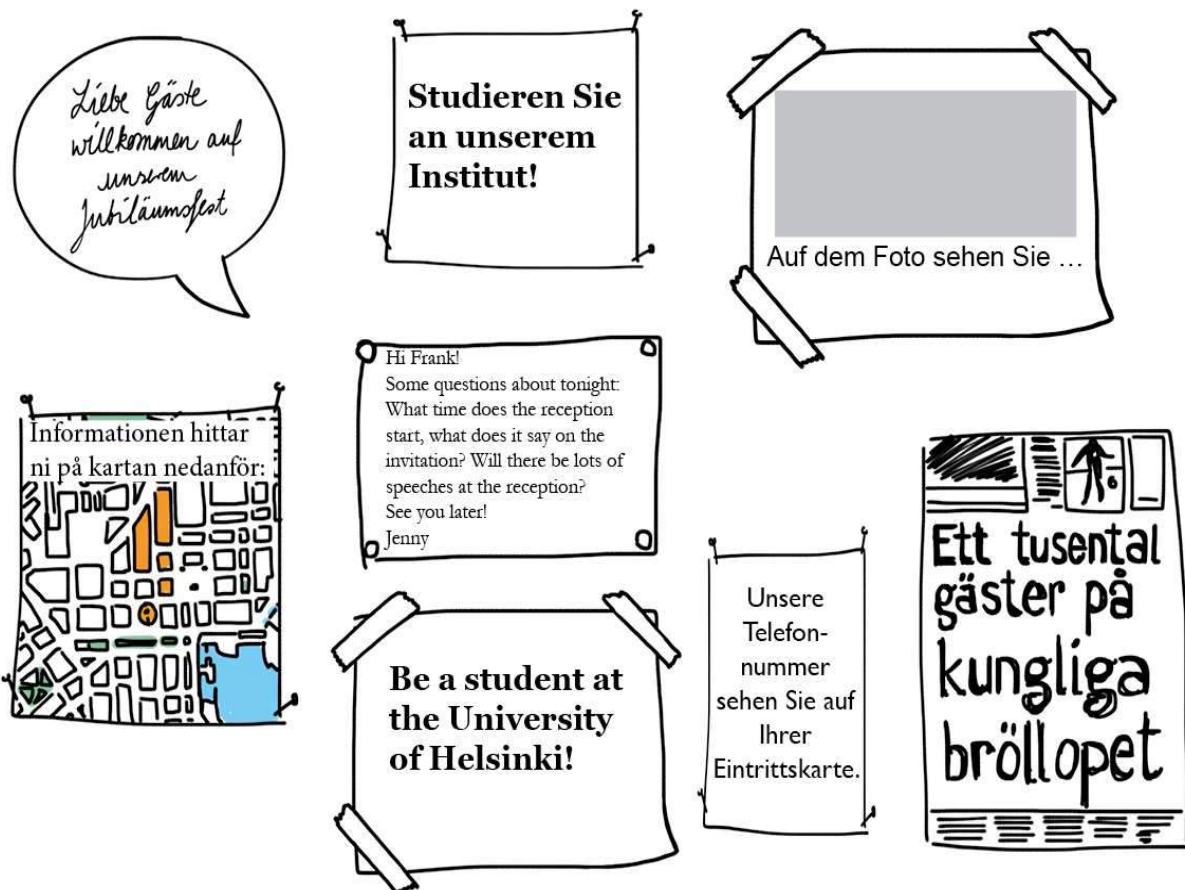 Liebe Gäste
willkommen auf
unserem
Jubiläumsfest
Studieren Sie
an unserem
Institut!
Auf dem Foto sehen Sie …
Informationen hittar
ni på kartan nedanför:
Hi Frank!
Some questions about tonight:
What time does the reception
start, what does it say on the
invitation? Will there be lots of
speeches at the reception?
See you later!
Jenny
Be a student at
the University
of Helsinki!
Unsere
Telefon-
nummer
sehen Sie auf
Ihrer
Eintrittskarte.
Ett tusental
gäster på
kungliga
bröllopet